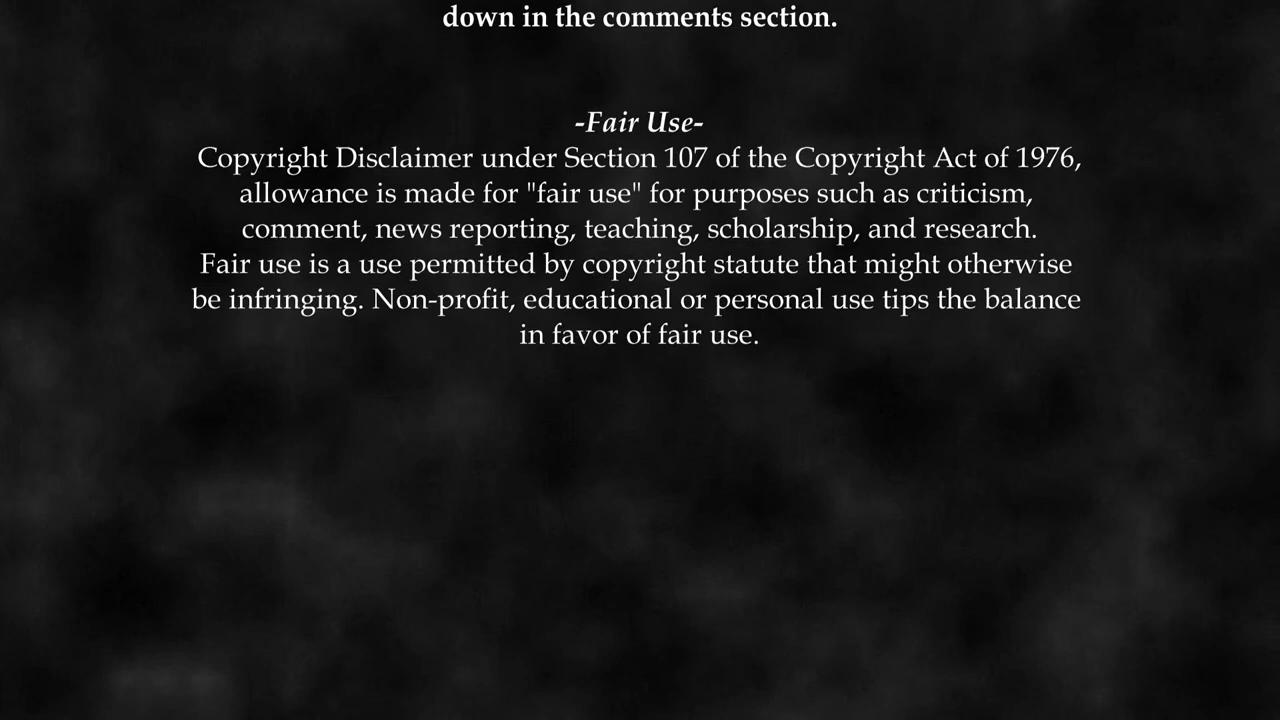 down in the comments section.
-Fair Use-
Copyright Disclaimer under Section 107 of the Copyright Act of 1976,
allowance is made for "fair use" for purposes such as criticism,
comment, news reporting, teaching, scholarship, and research.
Fair use is a use permitted by copyright statute that might otherwise
be infringing. Non-profit, educational or personal use tips the balance
in favor of fair use.